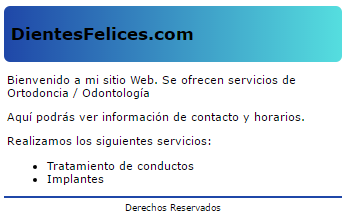 DientesFelices.com
Bienvenido a mi sitio Web. Se ofrecen servicios de
Ortodoncia / Odontología
Aquí podrás ver información de contacto y horarios.
Realizamos los siguientes servicios:
• Tratamiento de conductos
• Implantes
Derechos Reservados